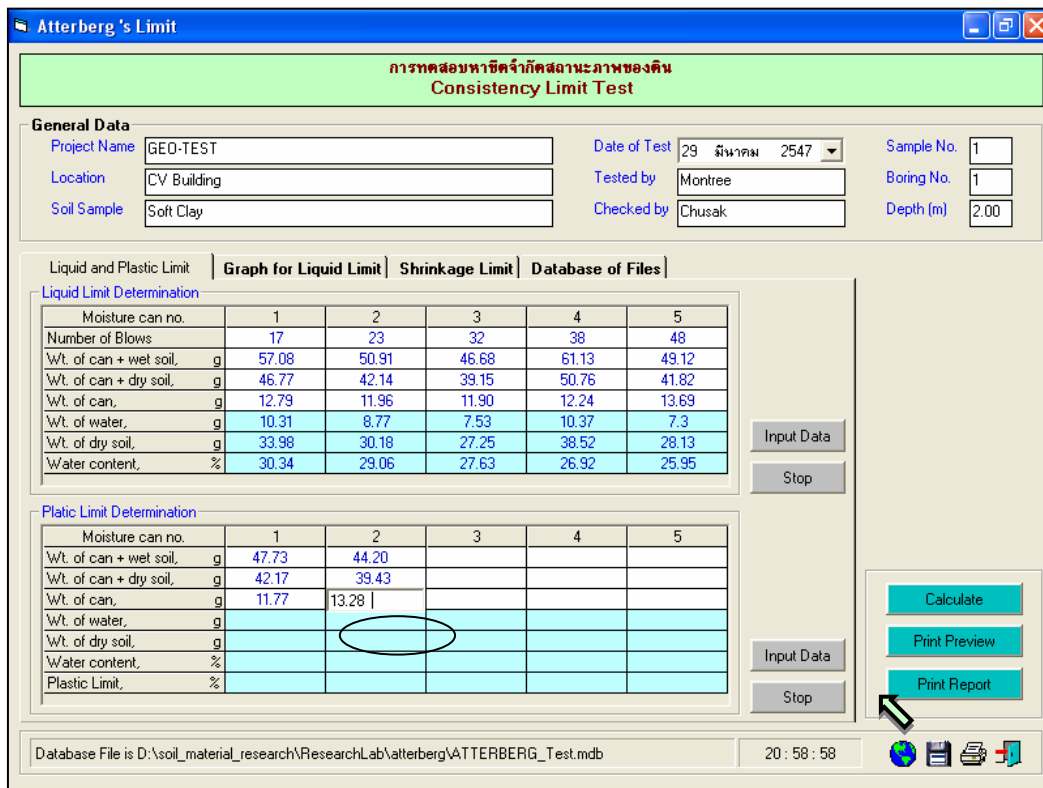 Atterberg 's Limit
การทดสอบหาขีดจำกัดสถานะภาพของดิน
Consistency Limit Test
General Data
Project Name GEO-TEST Date of Test 29 มีนาคม 2547 Sample No. 1
Location CV Building Tested by Montree Boring No. 1
Soil Sample Soft Clay Checked by Chusak Depth (m) 2.00
Liquid and Plastic Limit Graph for Liquid Limit Shrinkage Limit Database of Files
Liquid Limit Determination
Moisture can no. 1 2 3 4 5
Number of Blows 17 23 32 38 48
Wt. of can + wet soil, g 57.08 50.91 46.68 61.13 49.12
Wt. of can + dry soil, g 46.77 42.14 39.15 50.76 41.82
Wt. of can, g 12.79 11.96 11.90 12.24 13.69
Wt. of water, g 10.31 8.77 7.53 10.37 7.3
Wt. of dry soil, g 33.98 30.18 27.25 38.52 28.13
Water content, % 30.34 29.06 27.63 26.92 25.95
Input Data
Stop
Platic Limit Determination
Moisture can no. 1 2 3 4 5
Wt. of can + wet soil, g 47.73 44.20
Wt. of can + dry soil, g 42.17 39.43
Wt. of can, g 11.77 13.28
Wt. of water, g
Wt. of dry soil, g
Water content, %
Plastic Limit, %
Input Data
Stop
Calculate
Print Preview
Print Report
Database File is D:\soil_material_research\ResearchLab\atterberg\ATTERBERG_Test.mdb 20 : 58 : 58